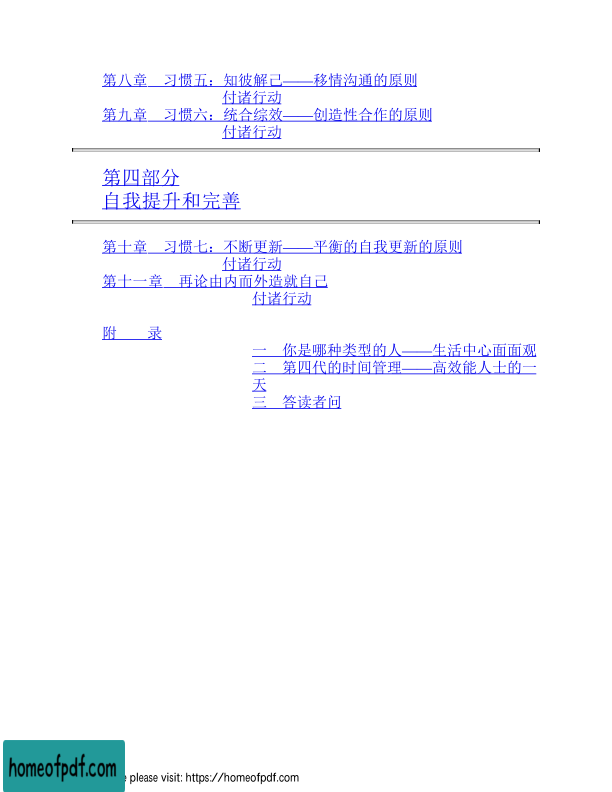 第八章　习惯五：知彼解己——移情沟通的原则
付诸行动
第九章　习惯六：统合综效——创造性合作的原则
付诸行动
第四部分
自我提升和完善
第十章　习惯七：不断更新——平衡的自我更新的原则
付诸行动
第十一章　再论由内而外造就自己
付诸行动
附　　录
一　你是哪种类型的人——生活中心面面观
二　第四代的时间管理——高效能人士的一
天
三　答读者问
homeofpdf.com
please visit: https://homeofpdf.com